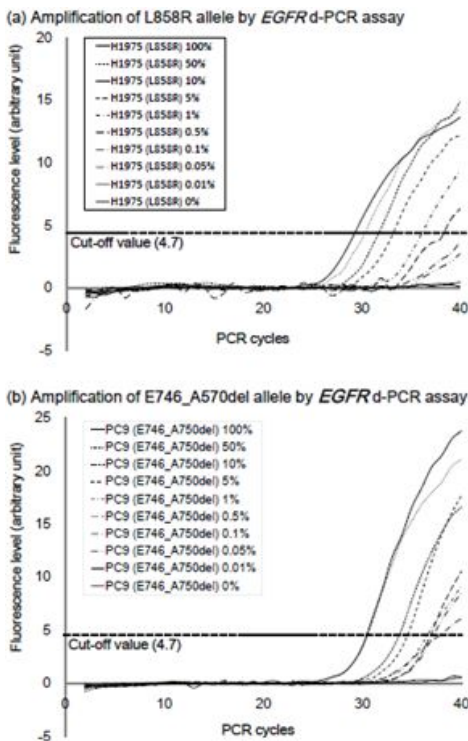 (a) Amplification of L858R allele by EGFR d-PCR assay
Fluorescence level (arbitrary unit)
20
15
10
5
0
-5
H1975 (L858R) 100%
H1975 (L858R) 50%
H1975 (L858R) 10%
H1975 (L858R) 5%
H1975 (L858R) 1%
H1975 (L858R) 0.5%
H1975 (L858R) 0.1%
H1975 (L858R) 0.05%
H1975 (L858R) 0.01%
H1975 (L858R) 0%
Cut-off value (4.7)
0 10 20 30 40
PCR cycles
(b) Amplification of E746_A570del allele by EGFR d-PCR assay
Fluorescence level (arbitrary unit)
25
20
15
10
5
0
-5
PC9 (E746_A750del) 100%
PC9 (E746_A750del) 50%
PC9 (E746_A750del) 10%
PC9 (E746_A750del) 5%
PC9 (E746_A750del) 1%
PC9 (E746_A750del) 0.5%
PC9 (E746_A750del) 0.1%
PC9 (E746_A750del) 0.05%
PC9 (E746_A750del) 0.01%
PC9 (E746_A750del) 0%
Cut-off value (4.7)
0 10 20 30 40
PCR cycles